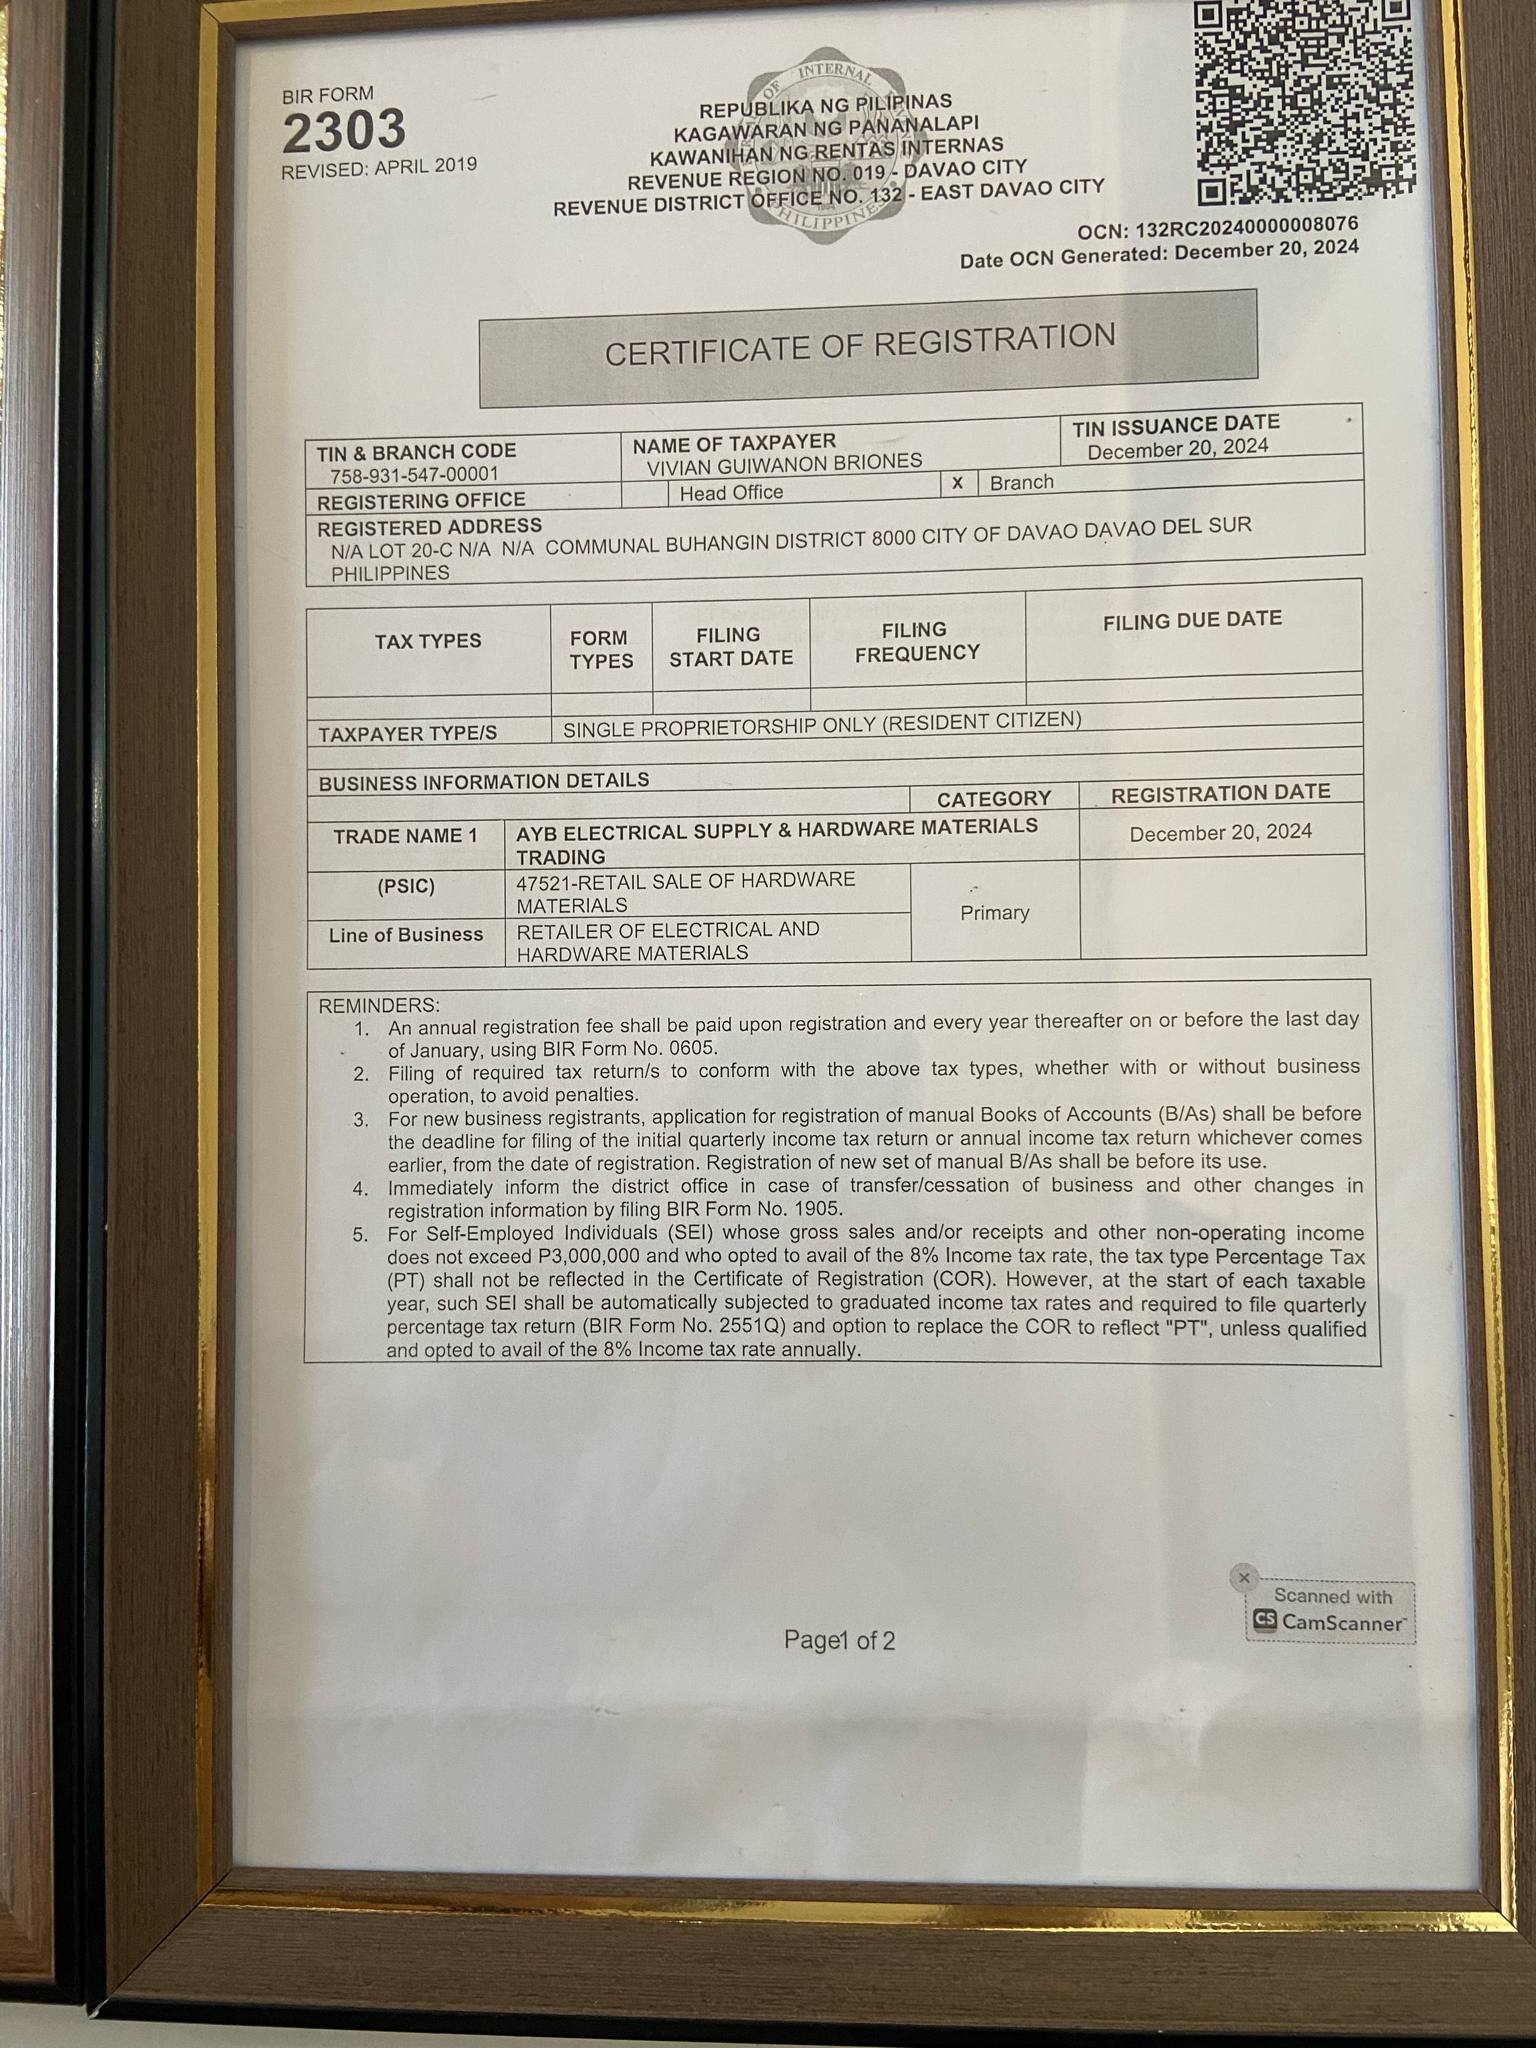 BIR FORM
2303
REVISED: APRIL 2019
REPUBLIKA NG PILIPINAS
KAGAWARAN NG PANANALAPI
KAWANIHAN NG RENTAS INTERNAS
REVENUE REGION NO. 019 - DAVAO CITY
REVENUE DISTRICT OFFICE NO. 132 - EAST DAVAO CITY
OF INTERNAL
PHILIPPINES
OCN: 132RC20240000008076
Date OCN Generated: December 20, 2024
CERTIFICATE OF REGISTRATION
TIN & BRANCH CODE
758-931-547-00001
NAME OF TAXPAYER
VIVIAN GUIWANON BRIONES
TIN ISSUANCE DATE
December 20, 2024
REGISTERING OFFICE Head Office X Branch
REGISTERED ADDRESS
N/A LOT 20-C N/A N/A COMMUNAL BUHANGIN DISTRICT 8000 CITY OF DAVAO DAVAO DEL SUR
PHILIPPINES
TAX TYPES
FORM
TYPES
FILING
START DATE
FILING
FREQUENCY
FILING DUE DATE
TAXPAYER TYPE/S SINGLE PROPRIETORSHIP ONLY (RESIDENT CITIZEN)
BUSINESS INFORMATION DETAILS
CATEGORY REGISTRATION DATE
TRADE NAME 1
AYB ELECTRICAL SUPPLY & HARDWARE MATERIALS
TRADING
December 20, 2024
(PSIC)
47521-RETAIL SALE OF HARDWARE
MATERIALS
Primary
Line of Business
RETAILER OF ELECTRICAL AND
HARDWARE MATERIALS
REMINDERS:
1. An annual registration fee shall be paid upon registration and every year thereafter on or before the last day
of January, using BIR Form No. 0605.
2. Filing of required tax return/s to conform with the above tax types, whether with or without business
operation, to avoid penalties.
3. For new business registrants, application for registration of manual Books of Accounts (B/As) shall be before
the deadline for filing of the initial quarterly income tax return or annual income tax return whichever comes
earlier, from the date of registration. Registration of new set of manual B/As shall be before its use.
4. Immediately inform the district office in case of transfer/cessation of business and other changes in
registration information by filing BIR Form No. 1905.
5. For Self-Employed Individuals (SEI) whose gross sales and/or receipts and other non-operating income
does not exceed P3,000,000 and who opted to avail of the 8% Income tax rate, the tax type Percentage Tax
(PT) shall not be reflected in the Certificate of Registration (COR). However, at the start of each taxable
year, such SEI shall be automatically subjected to graduated income tax rates and required to file quarterly
percentage tax return (BIR Form No. 2551Q) and option to replace the COR to reflect "PT", unless qualified
and opted to avail of the 8% Income tax rate annually.
Scanned with
CS CamScanner
Page1 of 2